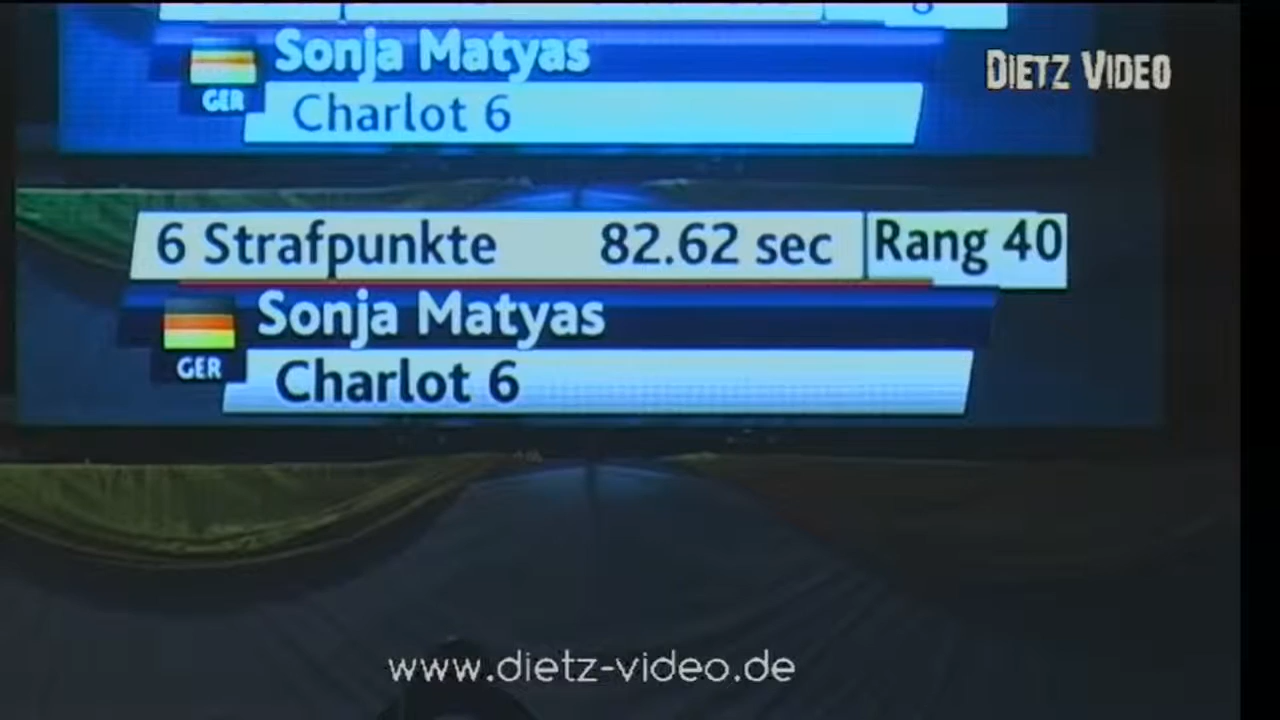 Sonja Matyas
GER
Charlot 6
DIETZ VIDEO
6 Strafpunkte 82.62 sec Rang 40
Sonja Matyas
GER
Charlot 6
www.dietz-video.de